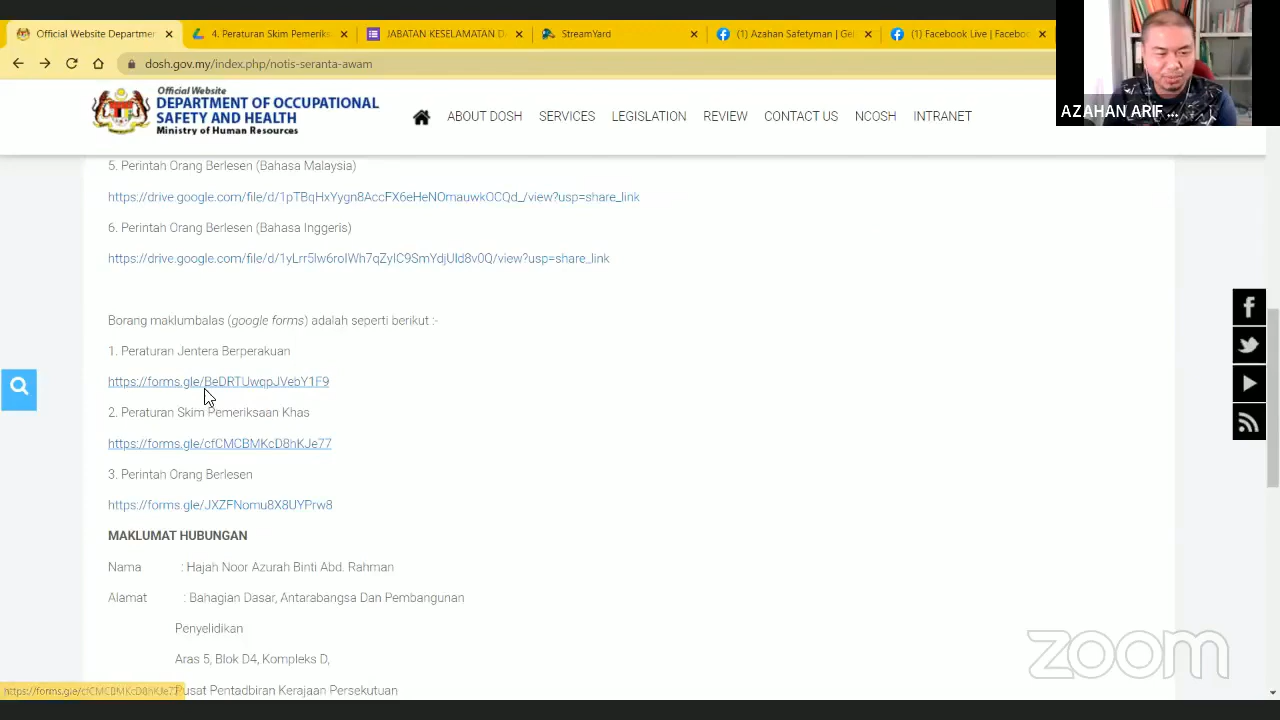 Official Website Departmen
4. Peraturan Skim Pemeriks
JABATAN KESELAMATAN D
StreamYard
(1) Azahan Safetyman | Gel
(1) Facebook Live | Faceboo
dosh.gov.my/index.php/notis-seranta-awam
AZAHAN ARIF ...
Official Website
DEPARTMENT OF OCCUPATIONAL
SAFETY AND HEALTH
Ministry of Human Resources
ABOUT DOSH SERVICES LEGISLATION REVIEW CONTACT US NCOSH INTRANET
5. Perintah Orang Berlesen (Bahasa Malaysia)
https://drive.google.com/file/d/1pTBqHxYygn8AccFX6eHeNOmauwkOCQd_/view?usp=share_link
6. Perintah Orang Berlesen (Bahasa Inggeris)
https://drive.google.com/file/d/1yLrr5lw6roIWh7qZyIC9SmYdjUId8v0Q/view?usp=share_link
Borang maklumbalas (google forms) adalah seperti berikut :-
1. Peraturan Jentera Berperakuan
https://forms.gle/BeDRTUwqpJVebY1F9
2. Peraturan Skim Pemeriksaan Khas
https://forms.gle/cfCMCBMKcD8hKJe77
3. Perintah Orang Berlesen
https://forms.gle/JXZFNomu8X8UYPrw8
MAKLUMAT HUBUNGAN
Nama : Hajah Noor Azurah Binti Abd. Rahman
Alamat : Bahagian Dasar, Antarabangsa Dan Pembangunan
Penyelidikan
Aras 5, Blok D4, Kompleks D,
Pusat Pentadbiran Kerajaan Persekutuan
https://forms.gle/cfCMCBMKcD8hKJe77
zoom